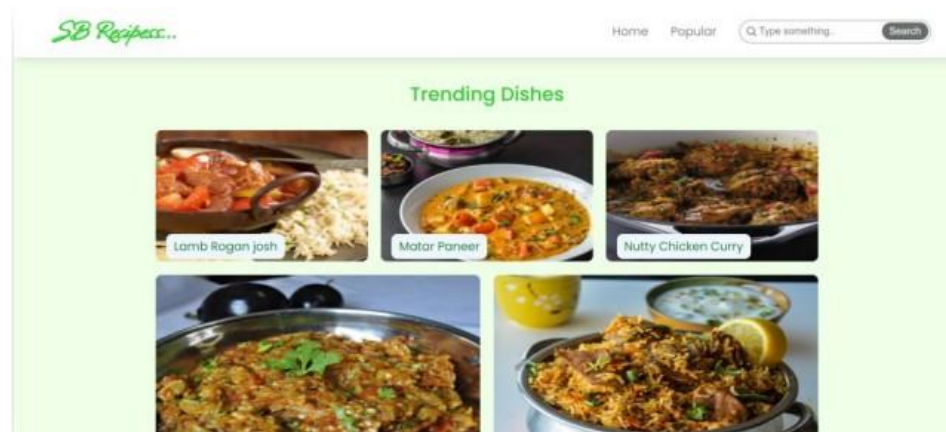 SB Recipess...
Home Popular Type something... Search
Trending Dishes
Lamb Rogan josh
Matar Paneer
Nutty Chicken Curry